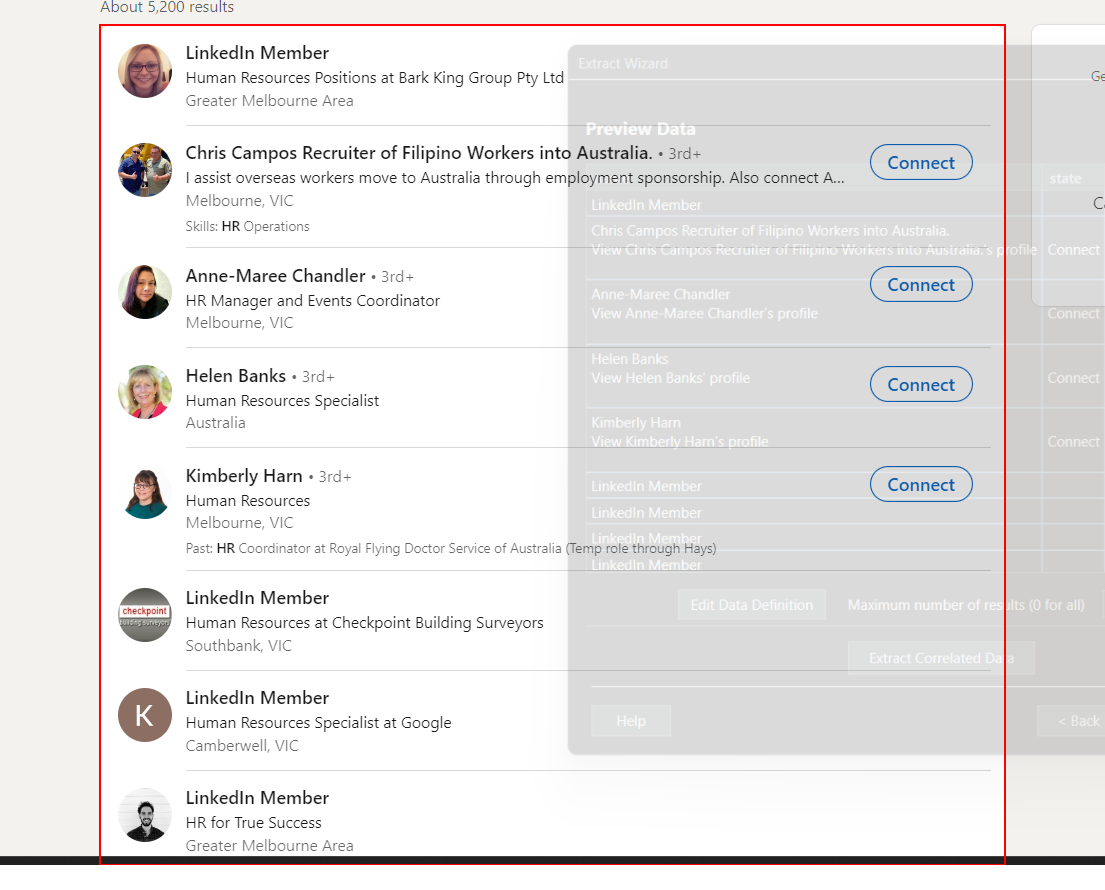 About 5,200 results
LinkedIn Member
Human Resources Positions at Bark King Group Pty Ltd
Greater Melbourne Area
Chris Campos Recruiter of Filipino Workers into Australia. • 3rd+
I assist overseas workers move to Australia through employment sponsorship. Also connect A...
Melbourne, VIC
Skills: HR Operations
Connect
Anne-Maree Chandler • 3rd+
HR Manager and Events Coordinator
Melbourne, VIC
Connect
Helen Banks • 3rd+
Human Resources Specialist
Australia
Connect
Kimberly Harn • 3rd+
Human Resources
Melbourne, VIC
Past: HR Coordinator at Royal Flying Doctor Service of Australia (Temp role through Hays)
Connect
checkpoint
building surveyors
LinkedIn Member
Human Resources at Checkpoint Building Surveyors
Southbank, VIC
K
LinkedIn Member
Human Resources Specialist at Google
Camberwell, VIC
LinkedIn Member
HR for True Success
Greater Melbourne Area
Extract Wizard
Preview Data
state
LinkedIn Member
Chris Campos Recruiter of Filipino Workers into Australia.
View Chris Campos Recruiter of Filipino Workers into Australia.'s profile
Connect
Anne-Maree Chandler
View Anne-Maree Chandler's profile
Connect
Helen Banks
View Helen Banks' profile
Connect
Kimberly Harn
View Kimberly Harn's profile
Connect
LinkedIn Member
LinkedIn Member
LinkedIn Member
LinkedIn Member
Edit Data Definition
Maximum number of results (0 for all)
Extract Correlated Data
Help
< Back